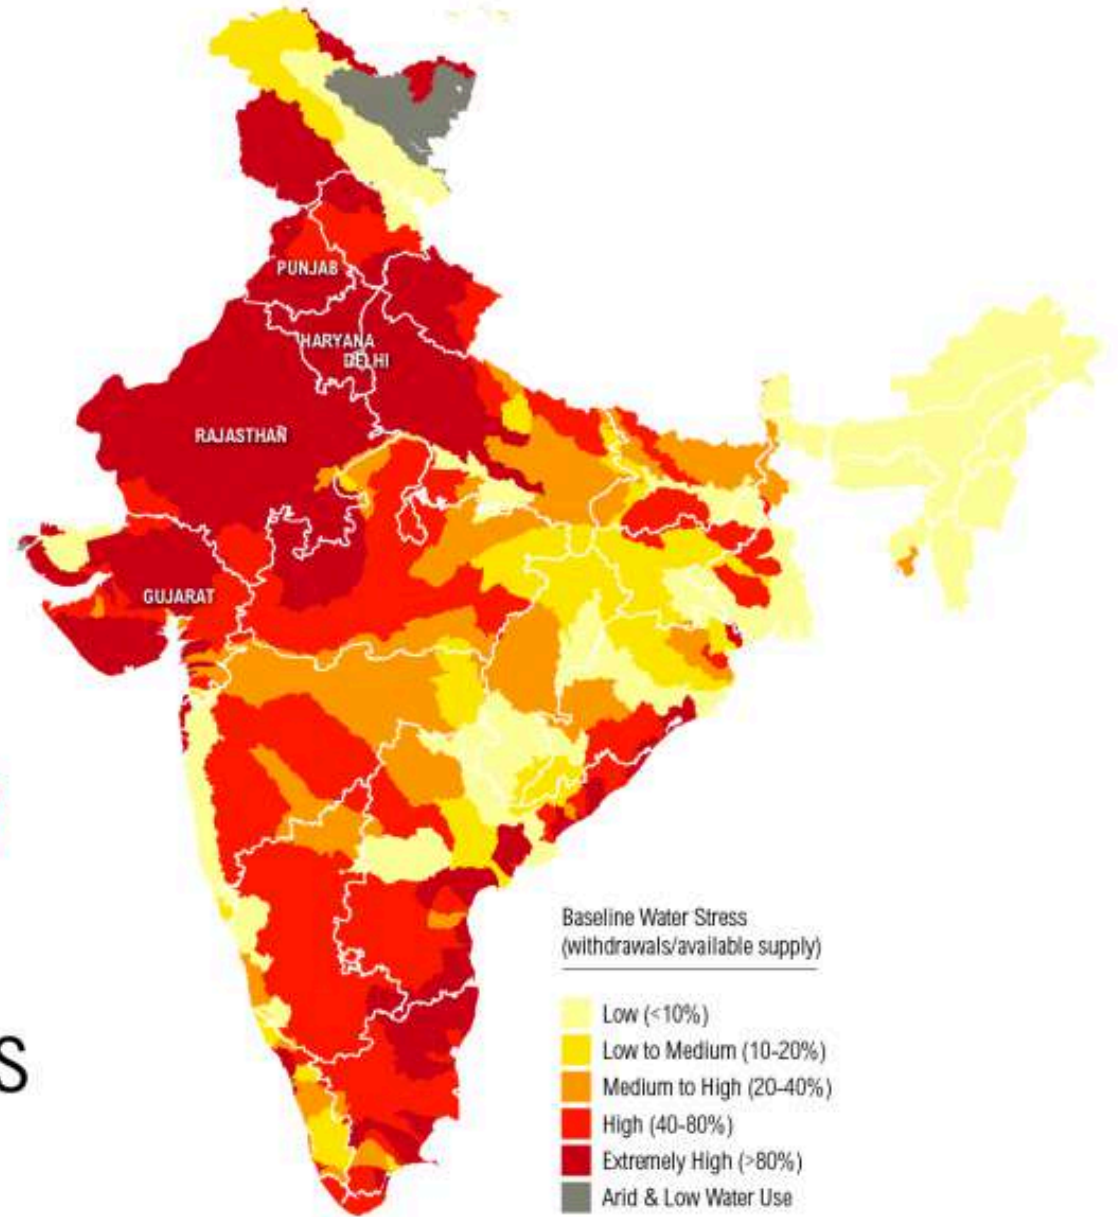 PUNJAB
HARYANA
DELHI
RAJASTHAN
GUJARAT
S
Baseline Water Stress
(withdrawals/available supply)
Low (<10%)
Low to Medium (10-20%)
Medium to High (20-40%)
High (40-80%)
Extremely High (>80%)
Arid & Low Water Use